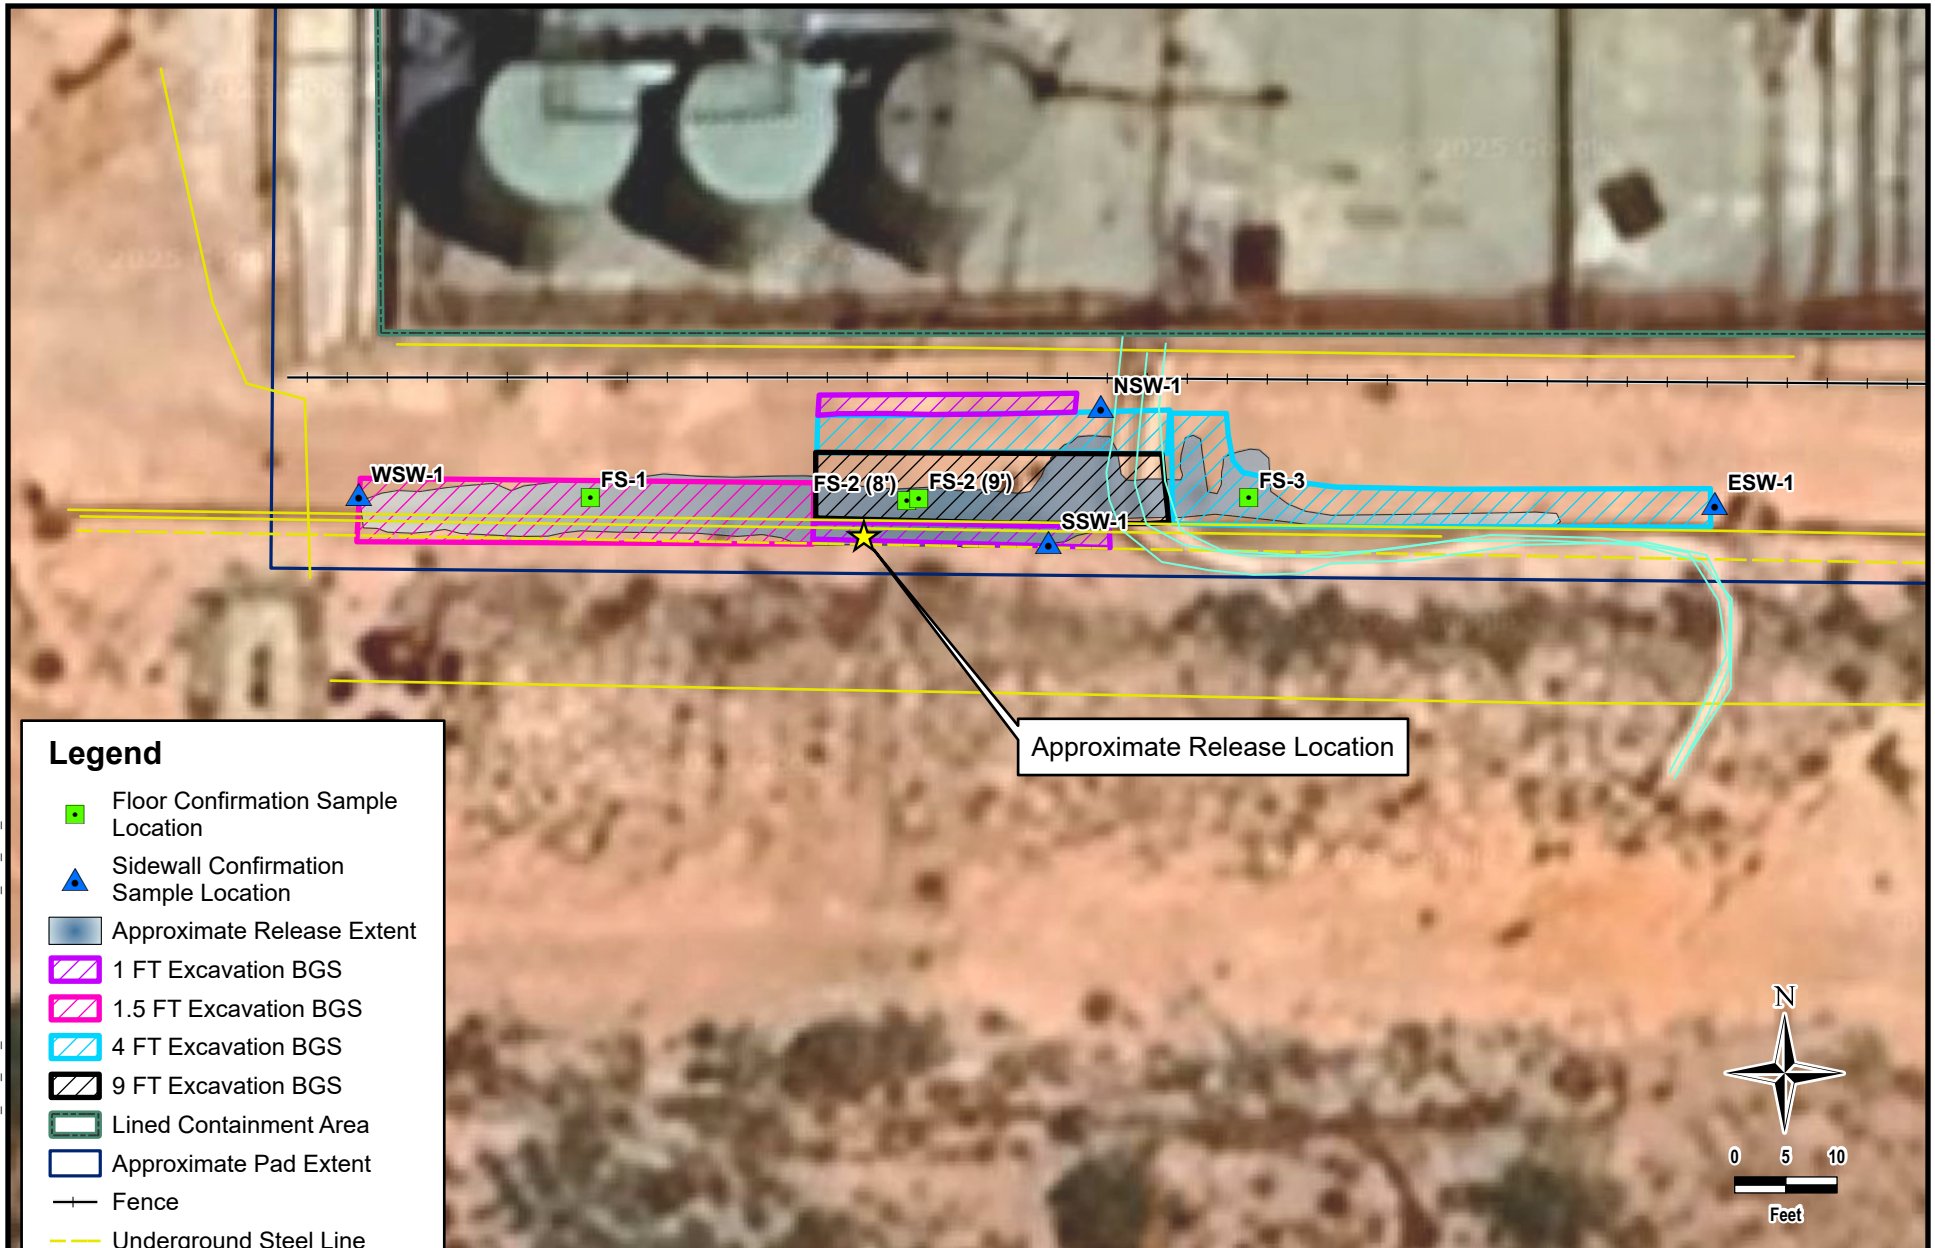 © 2025 Google
NSW-1
WSW-1
FS-1
FS-2 (8')
FS-2 (9')
FS-3
ESW-1
SSW-1
Approximate Release Location
Legend
Floor Confirmation Sample
Location
Sidewall Confirmation
Sample Location
Approximate Release Extent
1 FT Excavation BGS
1.5 FT Excavation BGS
4 FT Excavation BGS
9 FT Excavation BGS
Lined Containment Area
Approximate Pad Extent
Fence
Underground Steel Line
N
0 5 10
Feet